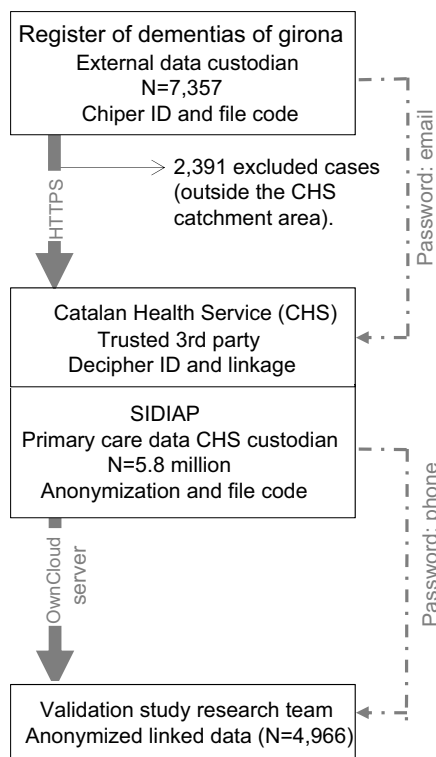 Register of dementias of girona
External data custodian
N=7,357
Chiper ID and file code
Password: email
HTTPS
2,391 excluded cases
(outside the CHS
catchment area).
Catalan Health Service (CHS)
Trusted 3rd party
Decipher ID and linkage
SIDIAP
Primary care data CHS custodian
N=5.8 million
Anonymization and file code
Password: phone
OwnCloud
server
Validation study research team
Anonymized linked data (N=4,966)